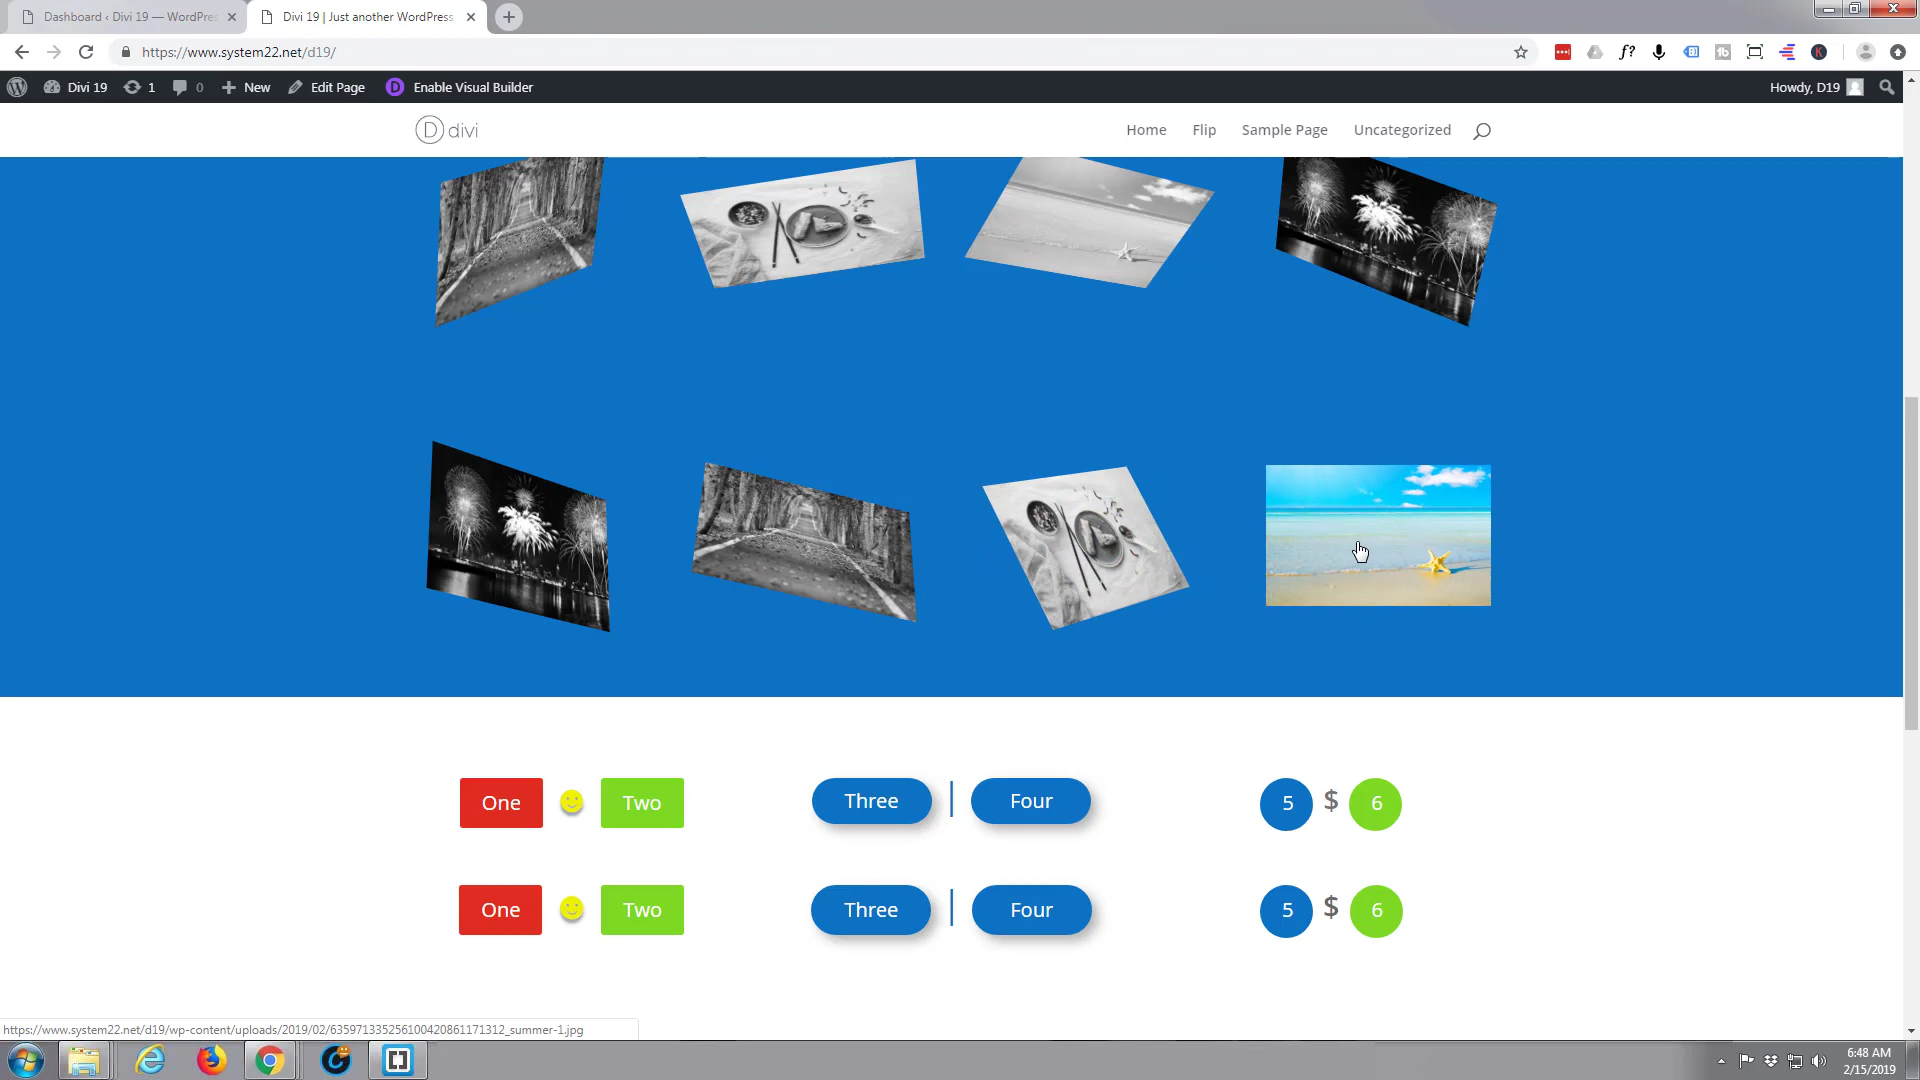 Dashboard ‹ Divi 19 — WordPres
Divi 19 | Just another WordPress
https://www.system22.net/d19/
Divi 19
1
0
New
Edit Page
D
Enable Visual Builder
Howdy, D19
D divi
Home
Flip
Sample Page
Uncategorized
One
Two
Three
|
Four
5
$
6
One
Two
Three
|
Four
5
$
6
https://www.system22.net/d19/wp-content/uploads/2019/02/635971335256100420861171312_summer-1.jpg
6:48 AM
2/15/2019